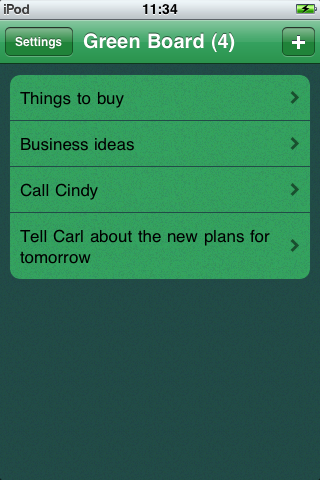 iPod 11:34
Settings Green Board (4) +
Things to buy
Business ideas
Call Cindy
Tell Carl about the new plans for
tomorrow